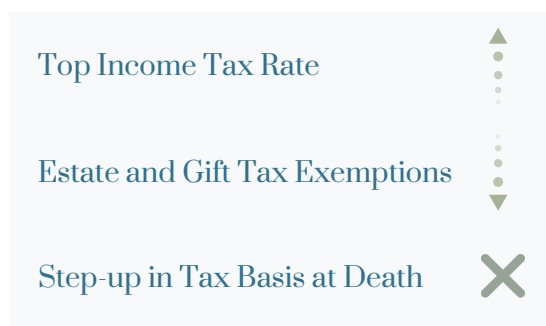 Top Income Tax Rate
Estate and Gift Tax Exemptions
Step-up in Tax Basis at Death